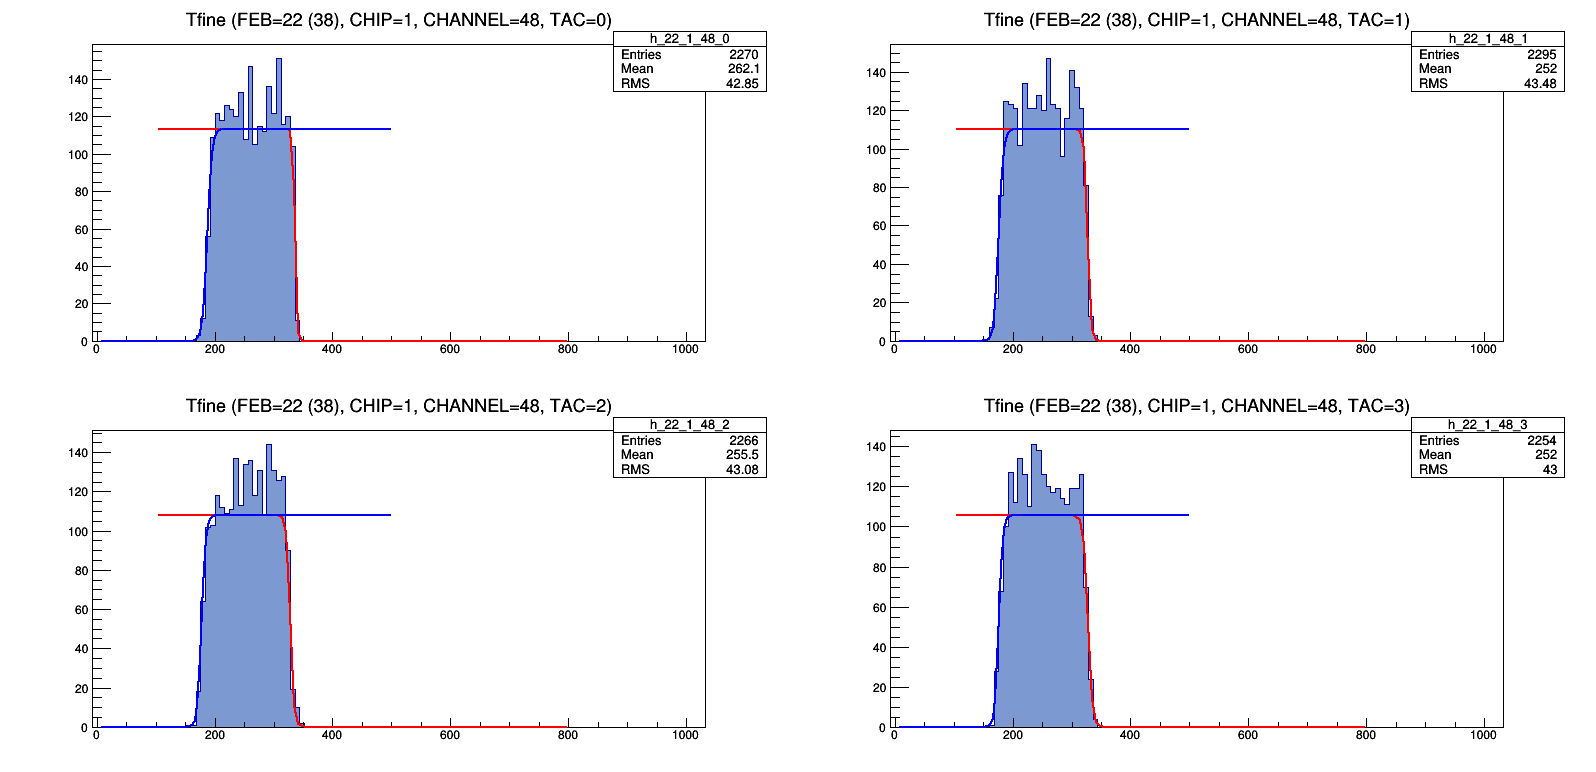 Tfine (FEB=22 (38), CHIP=1, CHANNEL=48, TAC=0)
h_22_1_48_0
Entries 2270
Mean 262.1
RMS 42.85
140
120
100
80
60
40
20
0
0 200 400 600 800 1000
Tfine (FEB=22 (38), CHIP=1, CHANNEL=48, TAC=1)
h_22_1_48_1
Entries 2295
Mean 252
RMS 43.48
140
120
100
80
60
40
20
0
0 200 400 600 800 1000
Tfine (FEB=22 (38), CHIP=1, CHANNEL=48, TAC=2)
h_22_1_48_2
Entries 2266
Mean 255.5
RMS 43.08
140
120
100
80
60
40
20
0
0 200 400 600 800 1000
Tfine (FEB=22 (38), CHIP=1, CHANNEL=48, TAC=3)
h_22_1_48_3
Entries 2254
Mean 252
RMS 43
140
120
100
80
60
40
20
0
0 200 400 600 800 1000